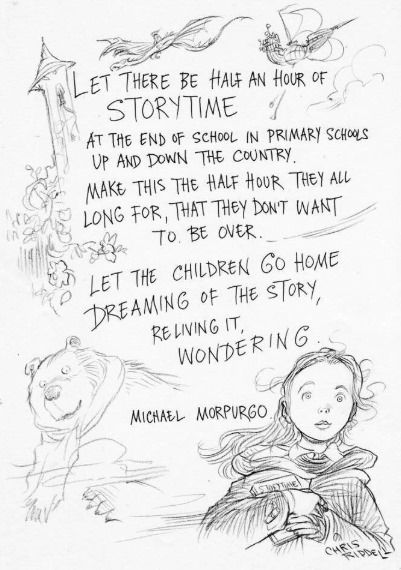 LET THERE BE HALF AN HOUR OF
STORYTIME
AT THE END OF SCHOOL IN PRIMARY SCHOOLS
UP AND DOWN THE COUNTRY.
MAKE THIS THE HALF HOUR THEY ALL
LONG FOR, THAT THEY DON'T WANT
TO BE OVER.
LET THE CHILDREN GO HOME
DREAMING OF THE STORY,
RELIVING IT,
WONDERING.
MICHAEL MORPURGO
STORYTIME
CHRIS
RIDDELL